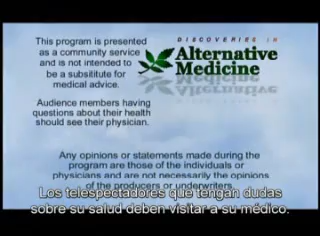 This program is presented
as a community service
and is not intended to
be a subsititute for
medical advice.
DISCOVERIES IN
Alternative
Medicine
Audience members having
questions about their health
should see their physician.
Any opinions or statements made during the
program are those of the individuals or
physicians and are not necessarily the opinions
of the producers or underwriters.
Los telespectadores que tengan dudas
sobre su salud deben visitar a su médico.